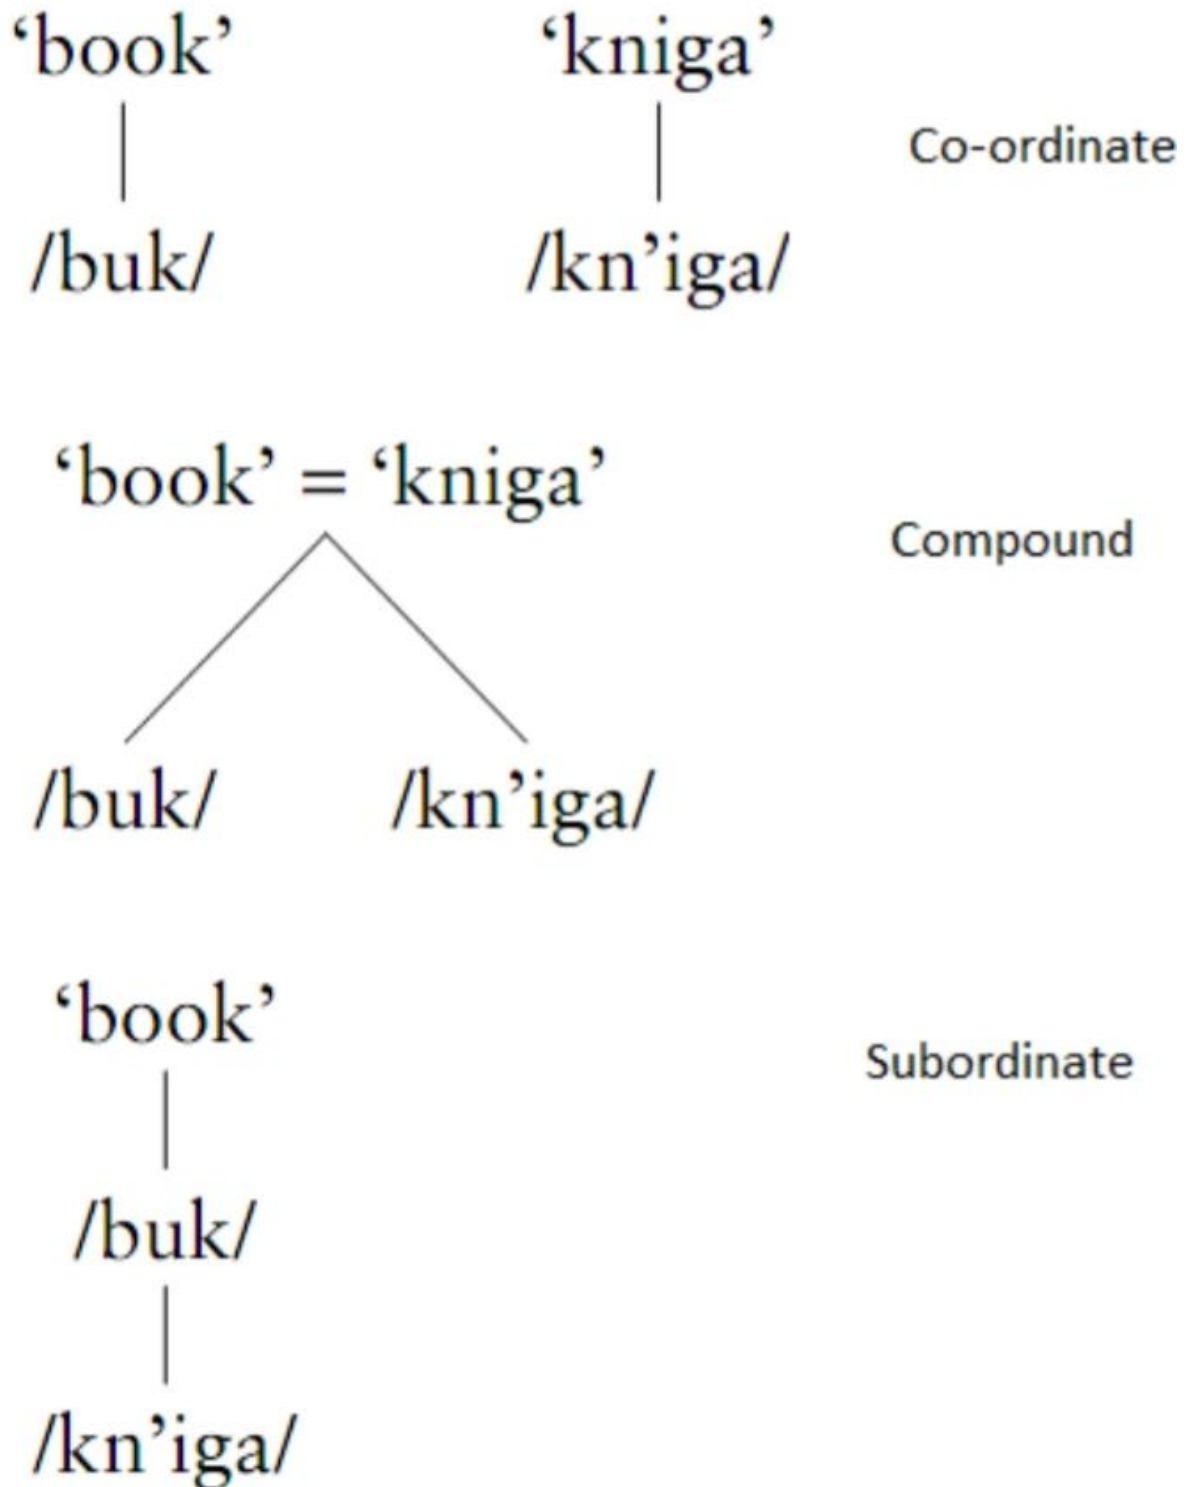 ‘book’ ‘kniga’
Co-ordinate
/buk/ /kn’iga/
‘book’ = ‘kniga’
Compound
/buk/ /kn’iga/
‘book’
Subordinate
/buk/
/kn’iga/